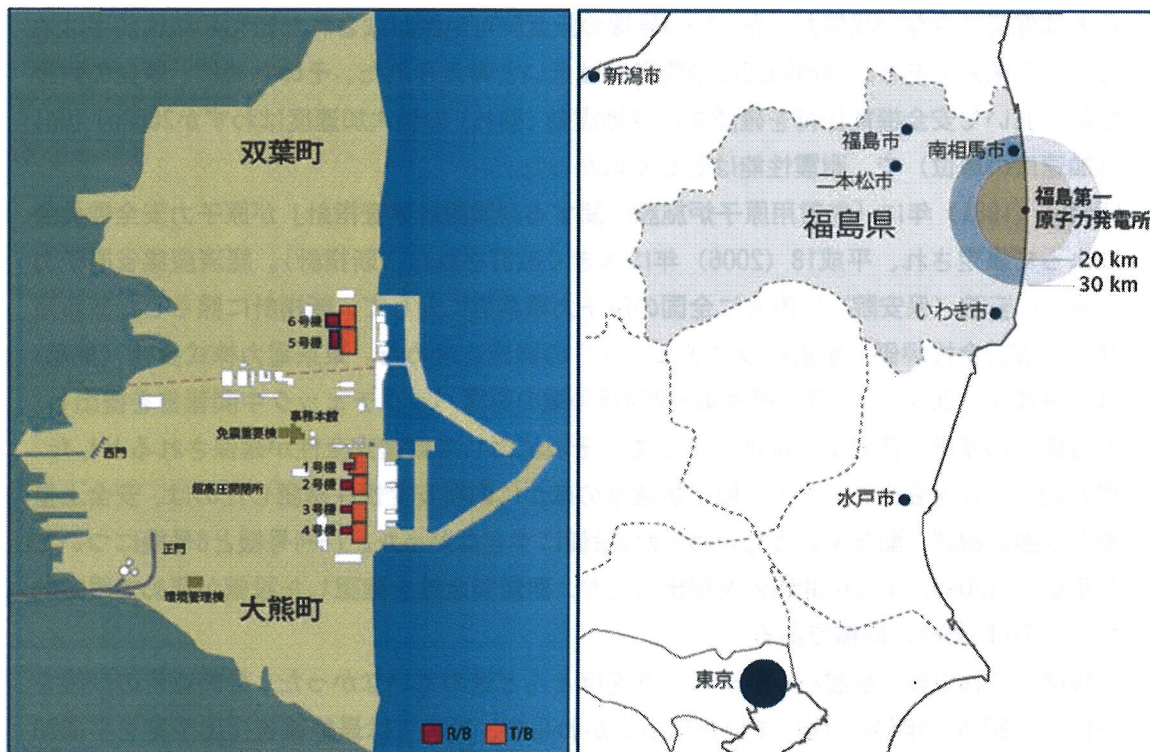 双葉町
6号機
5号機
事務本館
免震重要棟
西門
1号機
2号機
超高圧開閉所
3号機
4号機
正門
環境管理棟
大熊町
R/B
T/B
新潟市
福島市
南相馬市
二本松市
福島県
福島第一
原子力発電所
20 km
30 km
いわき市
水戸市
東京